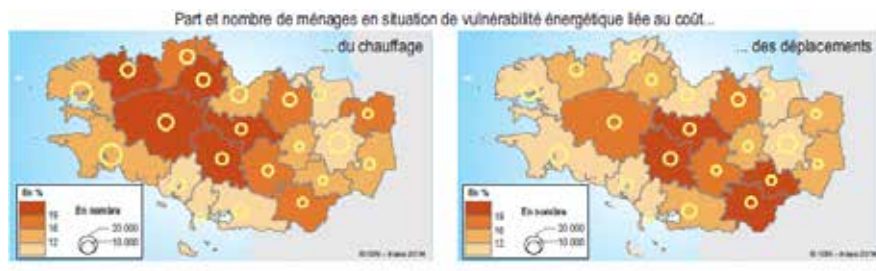 Part et nombre de ménages en situation de vulnérabilité énergétique liée au coût...
... du chauffage
En %
En nombre
19
16
12
20 000
10 000
... des déplacements
En %
En nombre
19
16
12
20 000
10 000